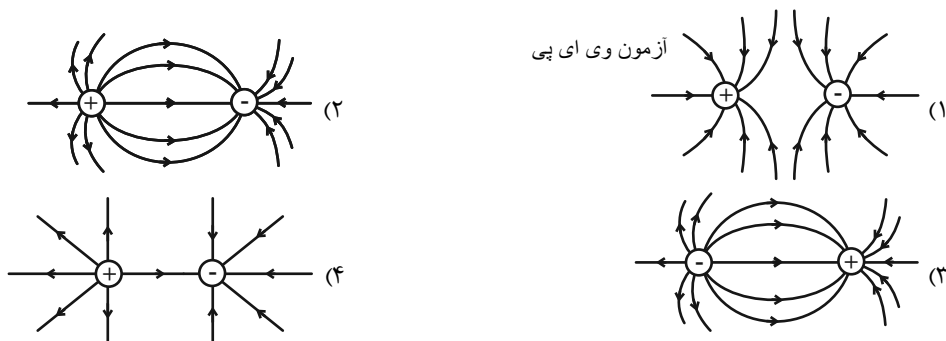 آزمون وی ای پی
+ - (۱
+ - (۲
- + (۳
+ - (۴